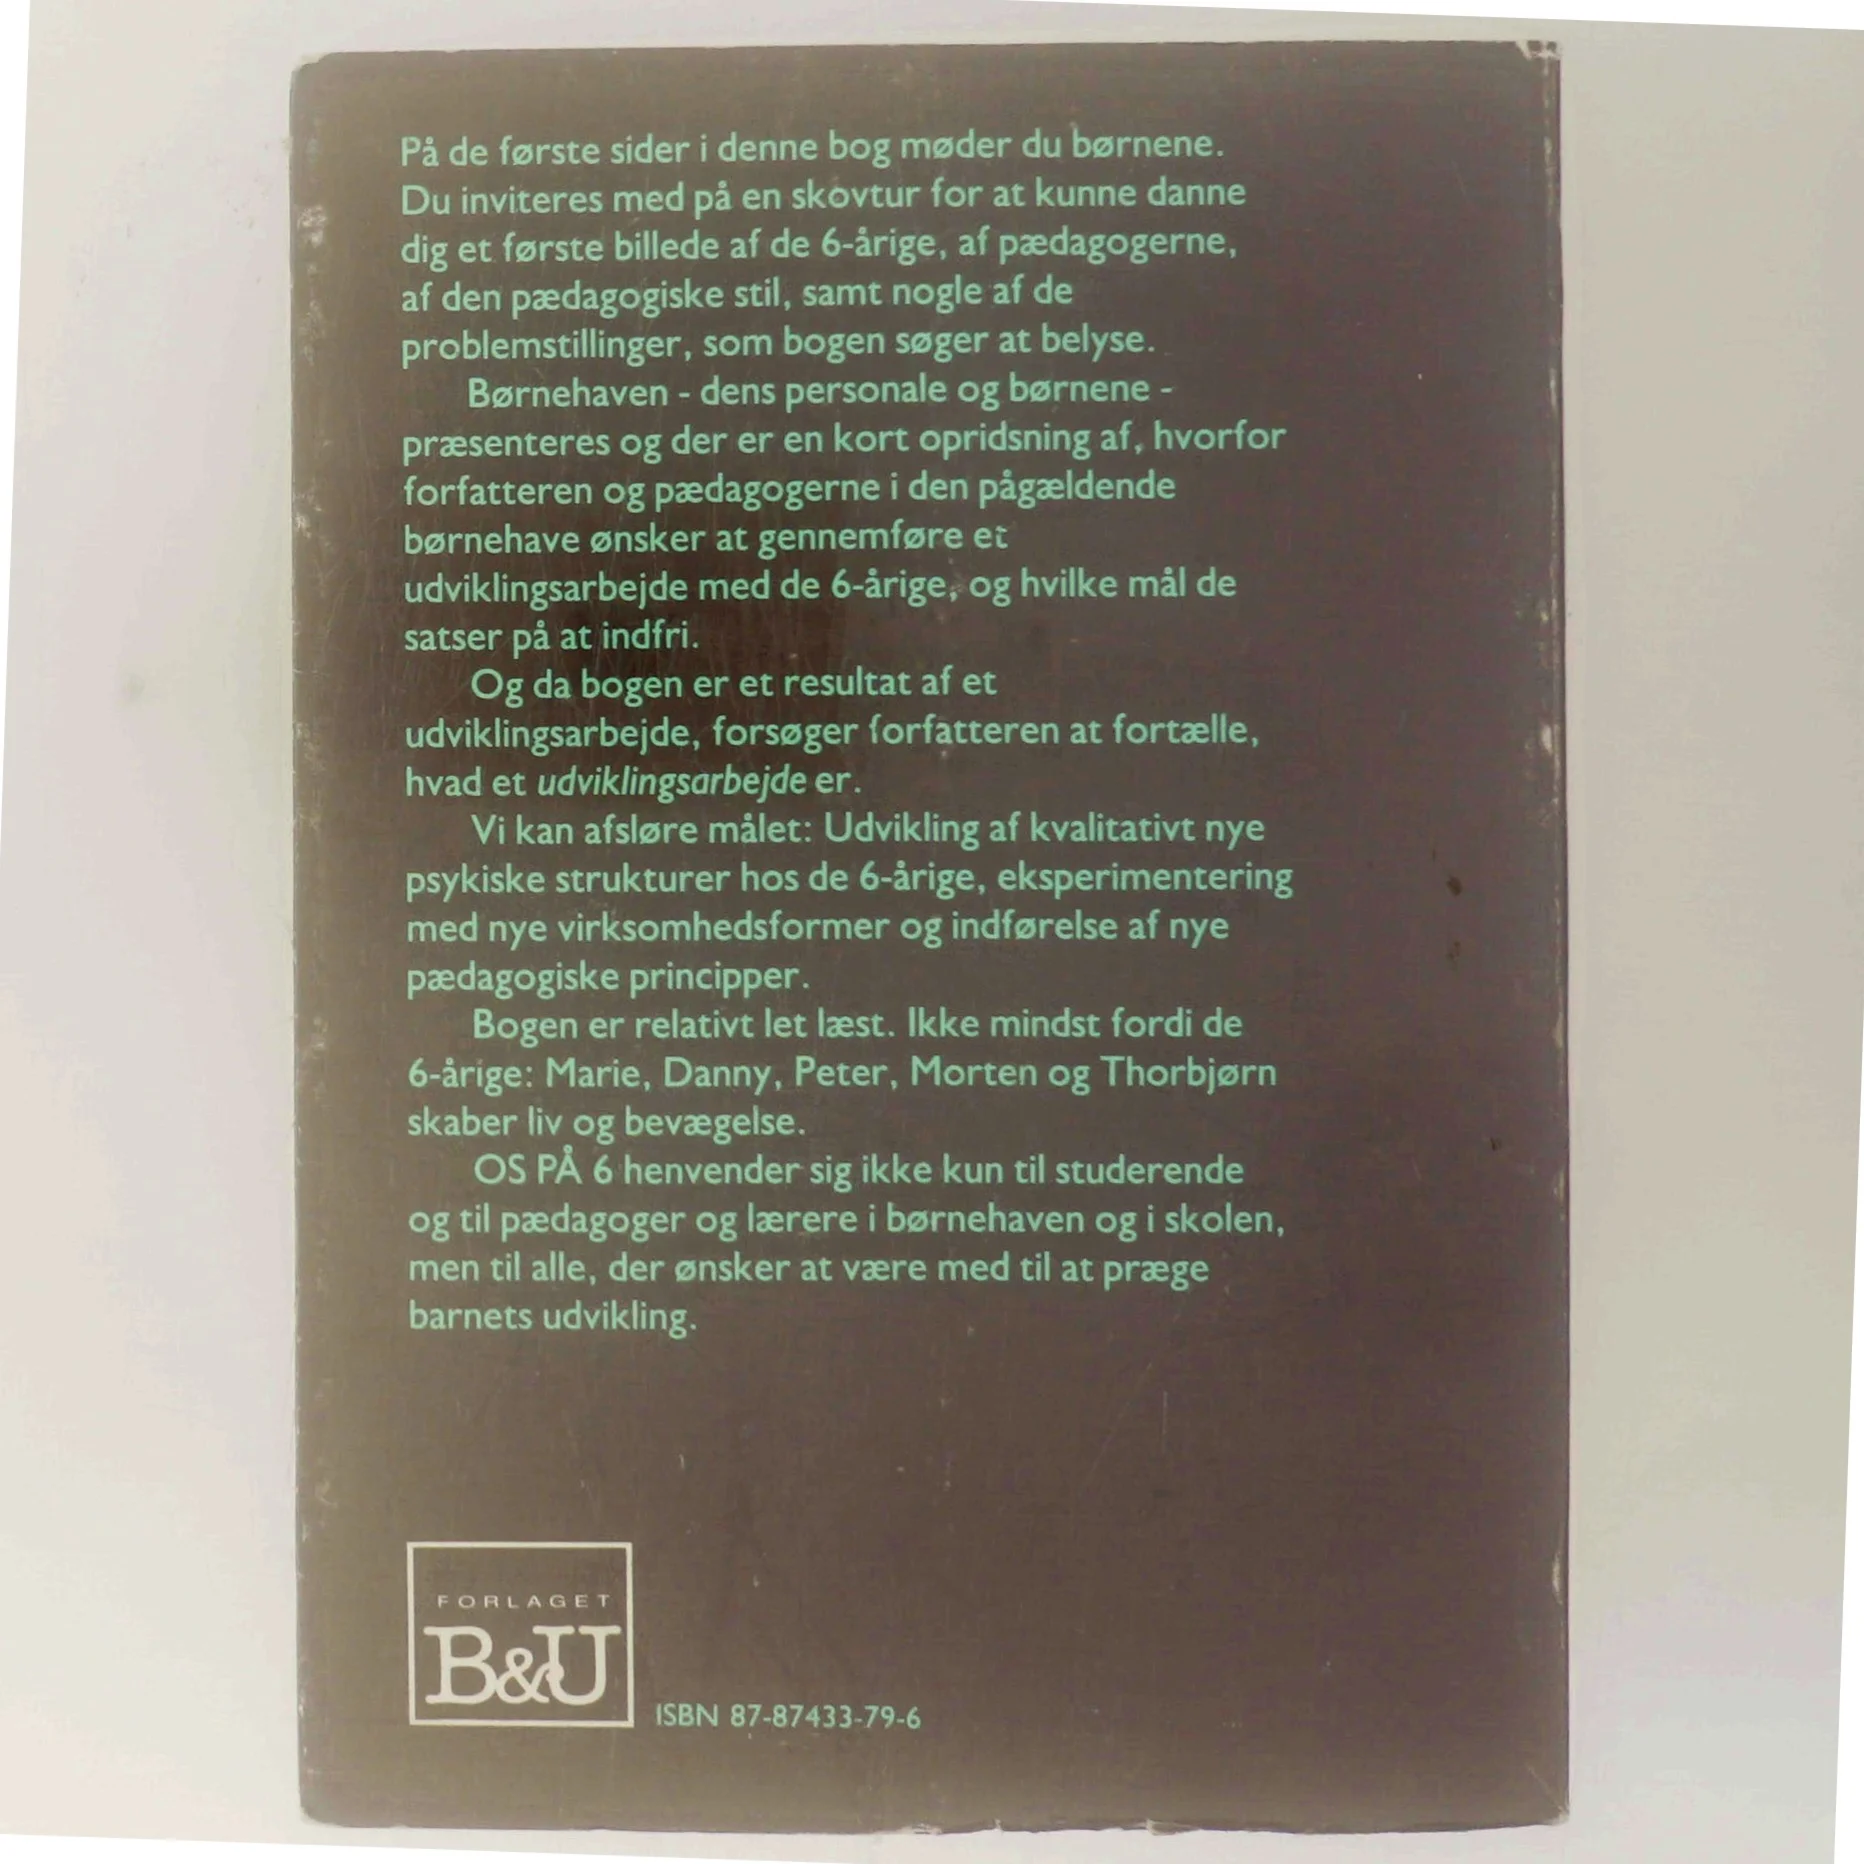 På de første sider i denne bog møder du børnene.
Du inviteres med på en skovtur for at kunne danne
dig et første billede af de 6-årige, af pædagogerne,
af den pædagogiske stil, samt nogle af de
problemstillinger, som bogen søger at belyse.
Børnehaven - dens personale og børnene -
præsenteres og der er en kort opridsning af, hvorfor
forfatteren og pædagogerne i den pågældende
børnehave ønsker at gennemføre et
udviklingsarbejde med de 6-årige, og hvilke mål de
satser på at indfri.
Og da bogen er et resultat af et
udviklingsarbejde, forsøger forfatteren at fortælle,
hvad et udviklingsarbejde er.
Vi kan afsløre målet: Udvikling af kvalitativt nye
psykiske strukturer hos de 6-årige, eksperimentering
med nye virksomhedsformer og indførelse af nye
pædagogiske principper.
Bogen er relativt let læst. Ikke mindst fordi de
6-årige: Marie, Danny, Peter, Morten og Thorbjørn
skaber liv og bevægelse.
OS PÅ 6 henvender sig ikke kun til studerende
og til pædagoger og lærere i børnehaven og i skolen,
men til alle, der ønsker at være med til at præge
barnets udvikling.
FORLAGET
B&U
ISBN 87-87433-79-6